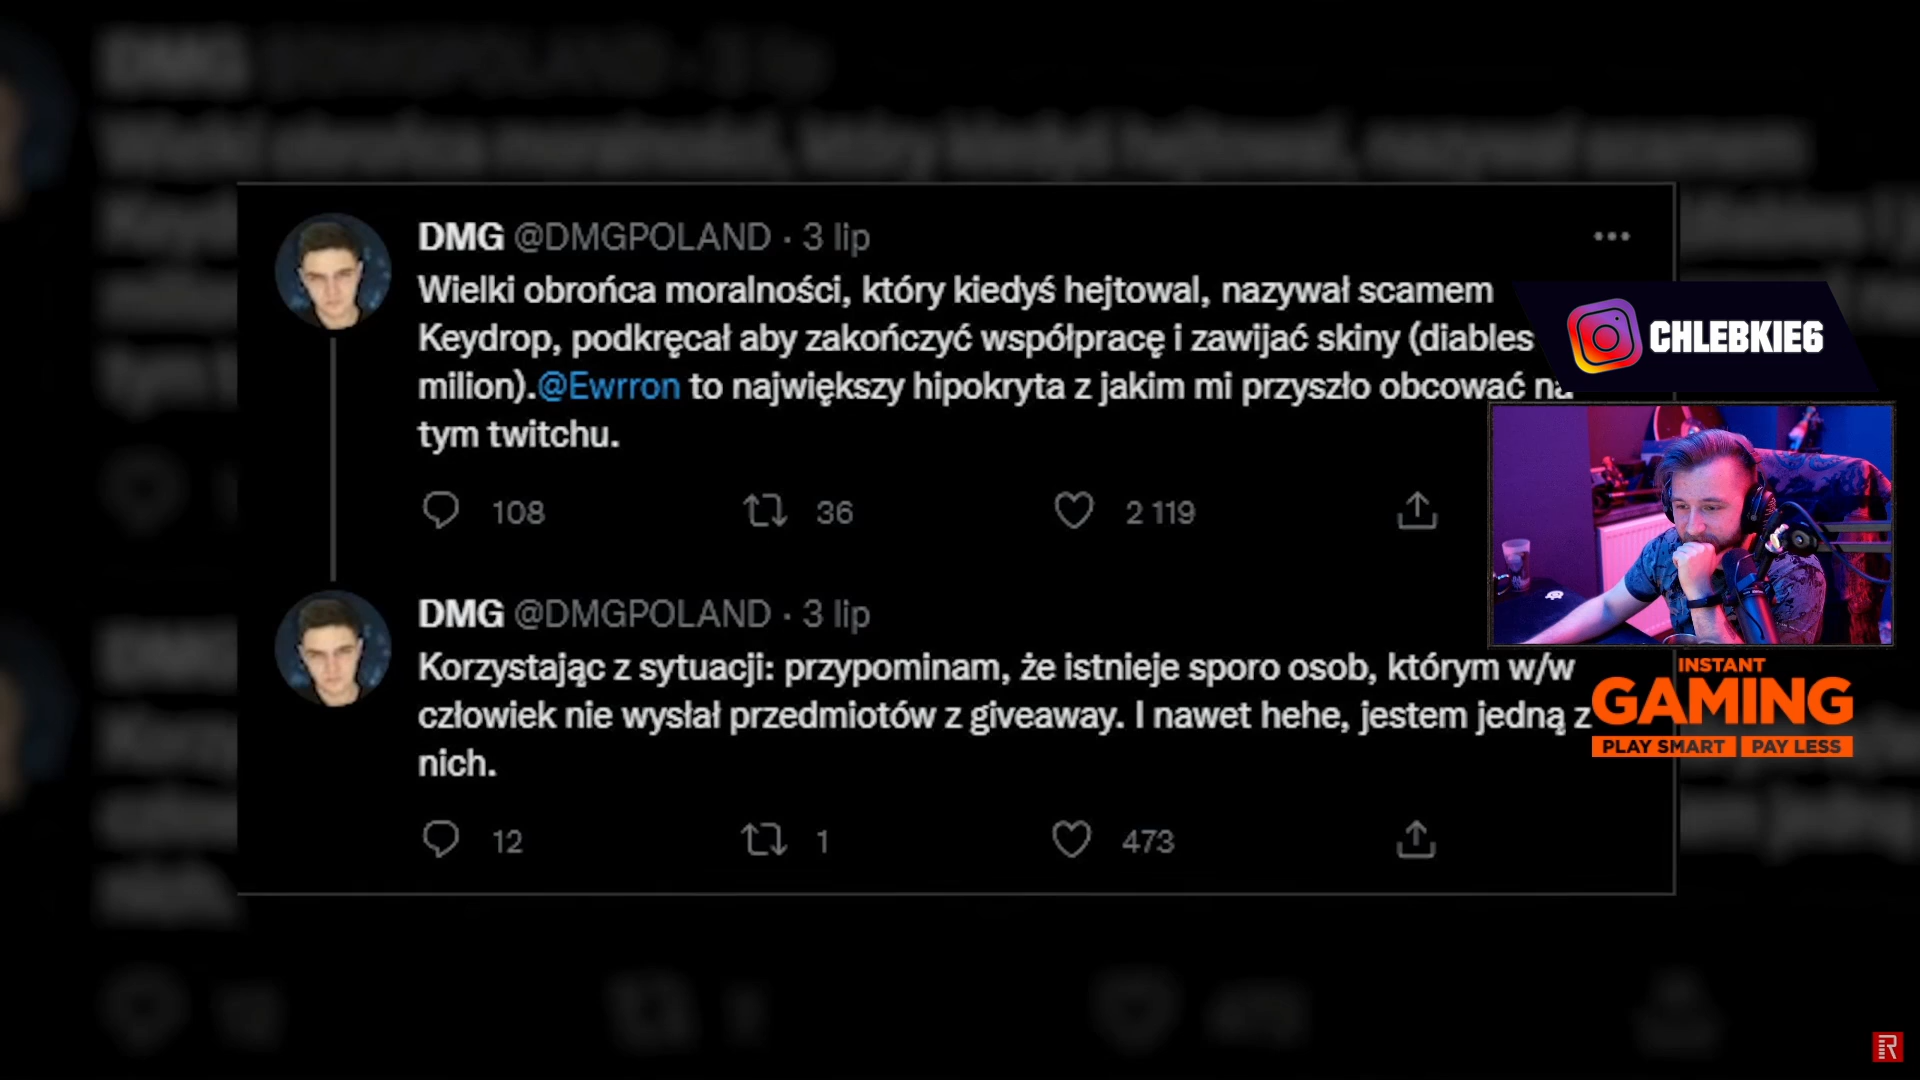 DMG @DMGPOLAND · 3 lip
Wielki obrońca moralności, który kiedyś hejtowal, nazywał scamem
Keydrop, podkręcał aby zakończyć współpracę i zawijać skiny (diables
milion).@Ewrron to największy hipokryta z jakim mi przyszło obcować na
tym twitchu.
108 36 2 119
DMG @DMGPOLAND · 3 lip
Korzystając z sytuacji: przypominam, że istnieje sporo osob, którym w/w
człowiek nie wysłał przedmiotów z giveaway. I nawet hehe, jestem jedną z
nich.
12 1 473
CHLEBKIE6
INSTANT
GAMING
PLAY SMART PAY LESS
R